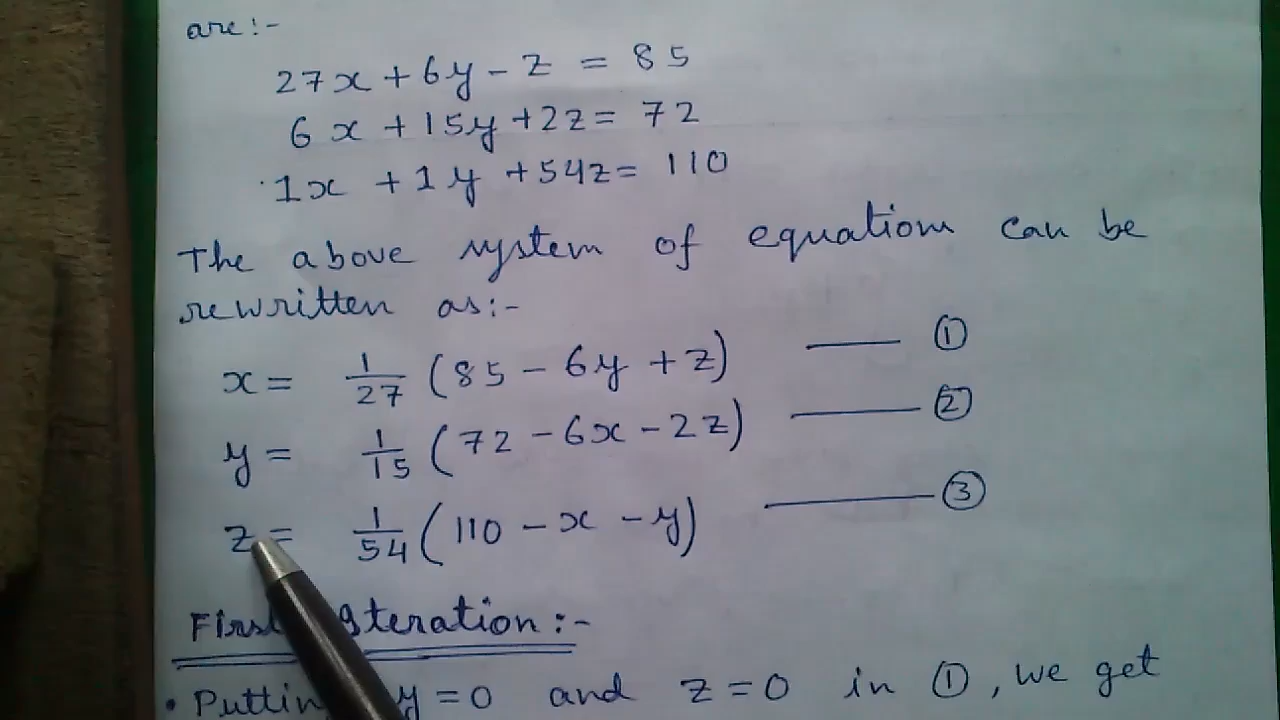 are:-
27x + 6y - z = 85
6x + 15y + 2z = 72
1x + 1y + 54z = 110
The above system of equation can be
rewritten as:-
x = 1/27 (85 - 6y + z) —— ①
y = 1/15 (72 - 6x - 2z) —— ②
z = 1/54 (110 - x - y) —— ③
First Iteration:-
• Putting y = 0 and z = 0 in ①, we get